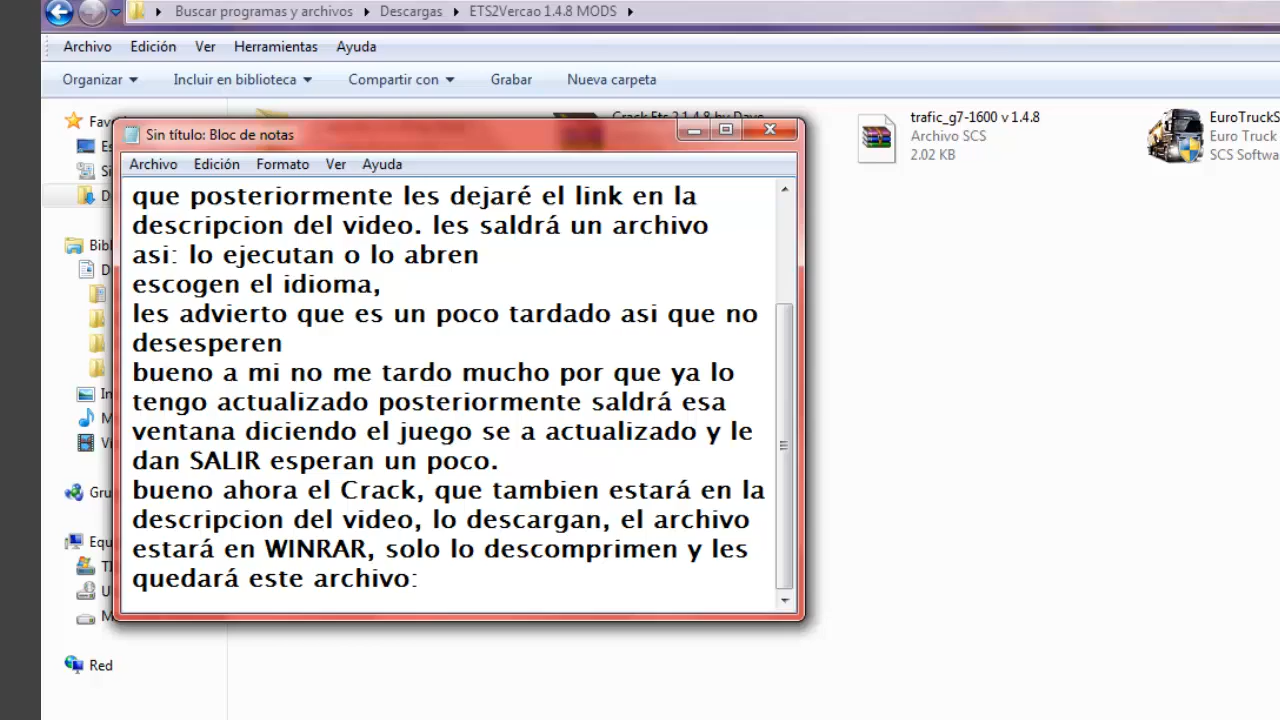 Buscar programas y archivos ▸ Descargas ▸ ETS2Vercao 1.4.8 MODS ▸
Archivo Edición Ver Herramientas Ayuda
Organizar Incluir en biblioteca Compartir con Grabar Nueva carpeta
trafic_g7-1600 v 1.4.8
Archivo SCS
2.02 KB
EuroTruckS
Euro Truck
SCS Softwa
Sin título: Bloc de notas
Archivo Edición Formato Ver Ayuda
que posteriormente les dejaré el link en la
descripcion del video. les saldrá un archivo
asi: lo ejecutan o lo abren
escogen el idioma,
les advierto que es un poco tardado asi que no
desesperen
bueno a mi no me tardo mucho por que ya lo
tengo actualizado posteriormente saldrá esa
ventana diciendo el juego se a actualizado y le
dan SALIR esperan un poco.
bueno ahora el Crack, que tambien estará en la
descripcion del video, lo descargan, el archivo
estará en WINRAR, solo lo descomprimen y les
quedará este archivo:
Fav
Bibl
Gru
Equ
Red